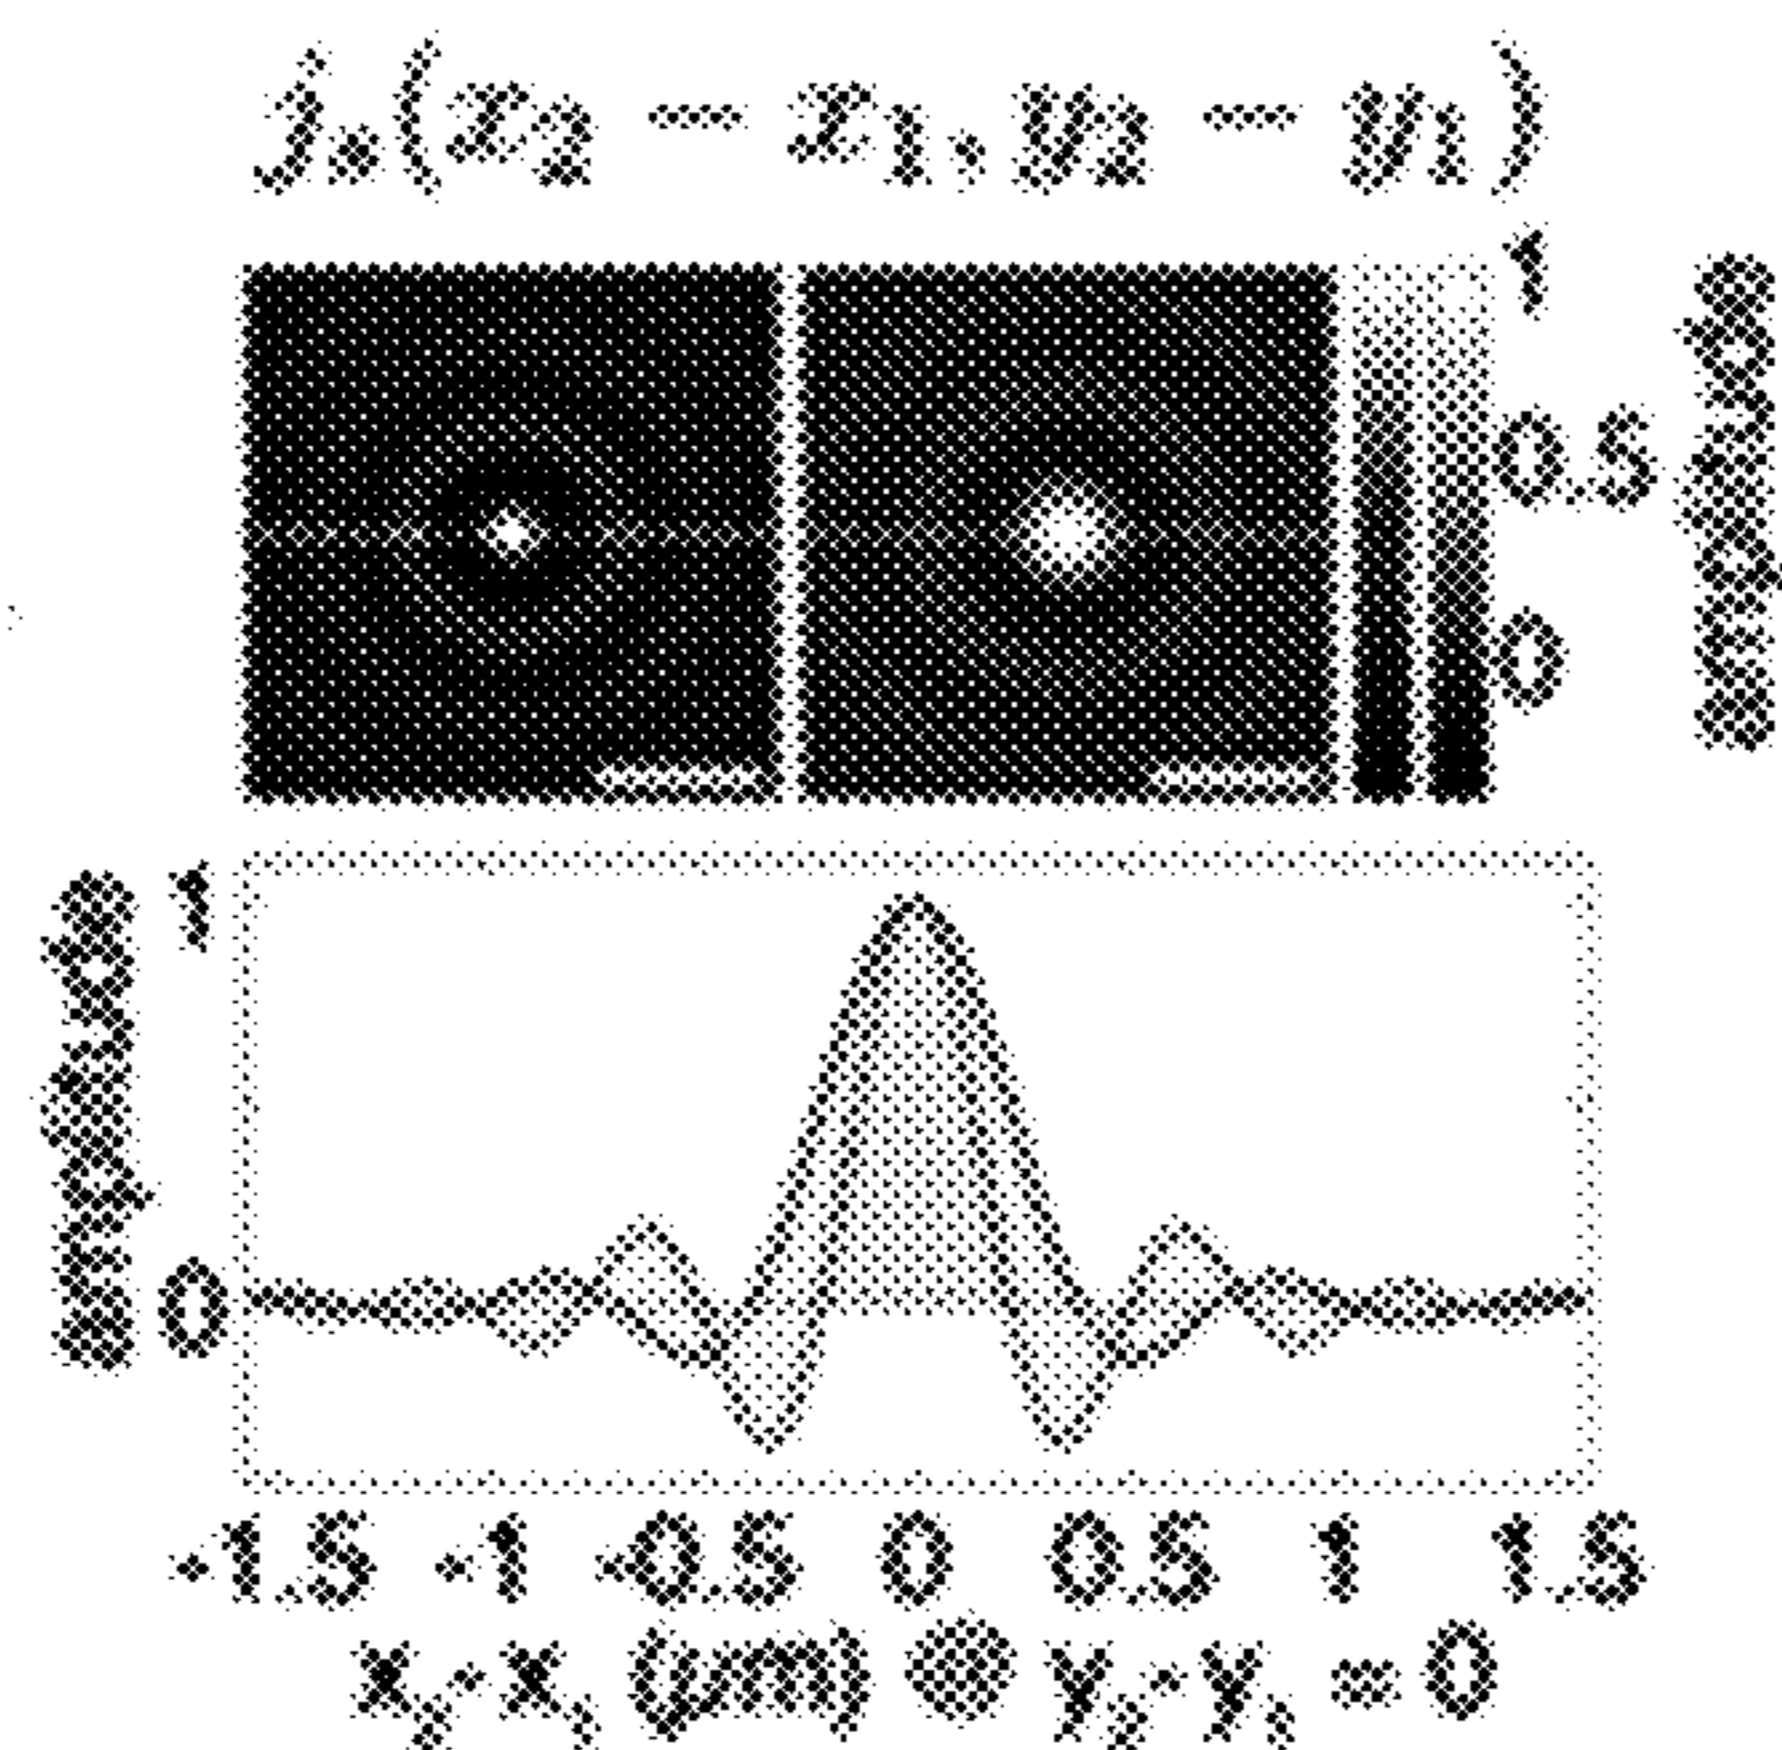 j.(x₂ − x₁, y₂ − y₁)
1
0.5
0
1
0
-1.5 -1 -0.5 0 0.5 1 1.5
x₂-x₁ (μm) @ y₂-y₁ = 0